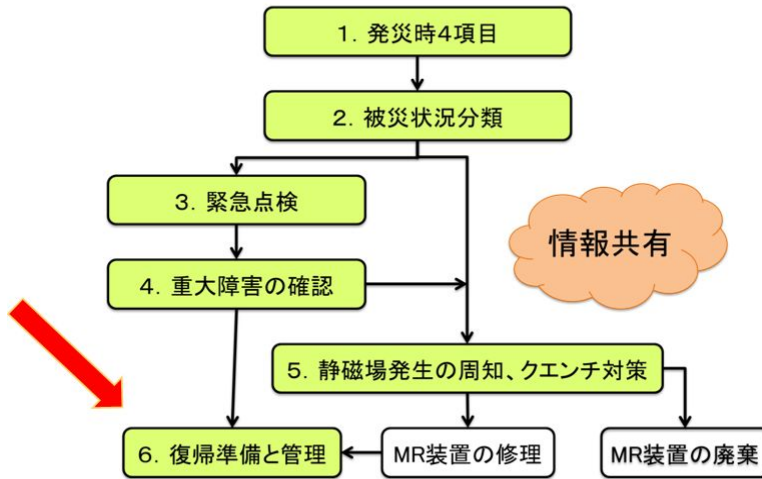 1. 発災時4項目
2. 被災状況分類
3. 緊急点検
情報共有
4. 重大障害の確認
5. 静磁場発生の周知、クエンチ対策
6. 復帰準備と管理
MR装置の修理
MR装置の廃棄